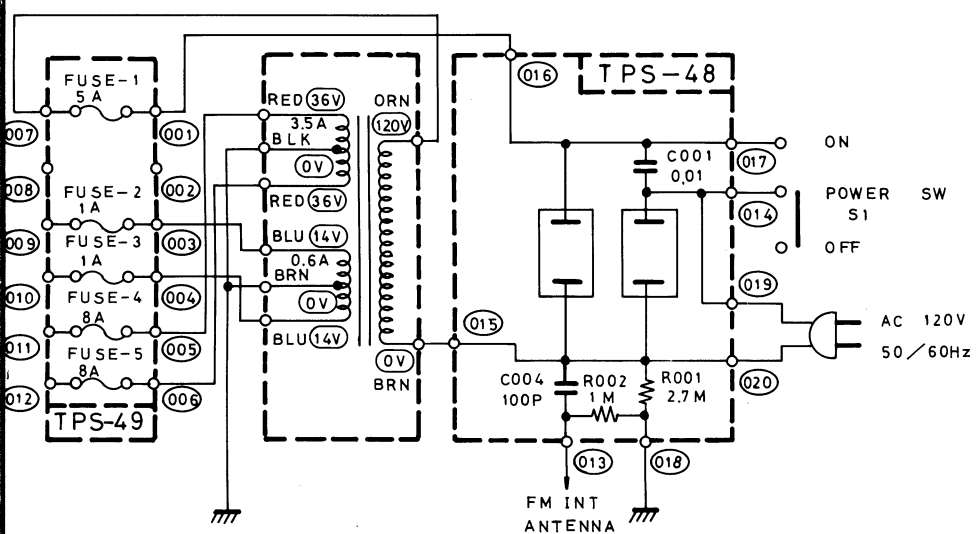 FUSE-1
5A
007
001
008
002
FUSE-2
1A
009
003
FUSE-3
1A
010
004
FUSE-4
8A
011
005
FUSE-5
8A
012
006
TPS-49
RED 36V
3.5A
BLK
0V
RED 36V
BLU 14V
0.6A
BRN
0V
BLU 14V
ORN
120V
0V
BRN
015
016
TPS-48
C001
0,01
017
ON
014
POWER SW
S1
OFF
019
AC 120V
50/60Hz
020
C004
100P
R002
1M
R001
2.7M
013
018
FM INT
ANTENNA